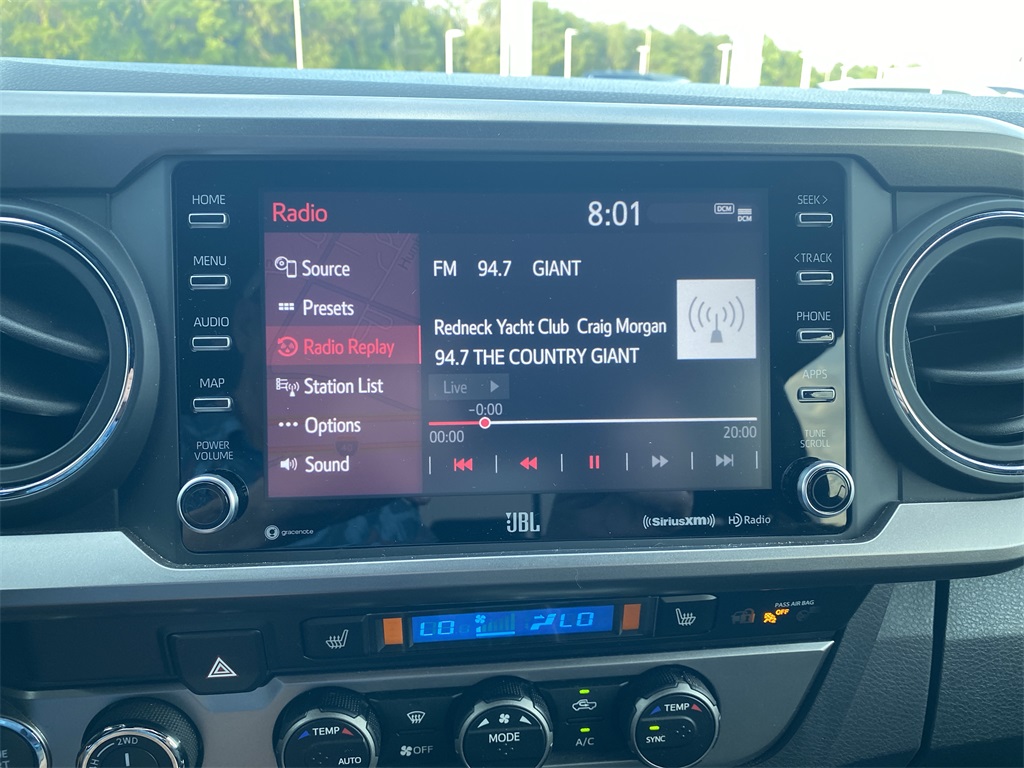 HOME
MENU
AUDIO
MAP
POWER
VOLUME
Radio
8:01
DCM
DCM
Source
Presets
Radio Replay
Station List
Options
Sound
FM 94.7 GIANT
Redneck Yacht Club Craig Morgan
94.7 THE COUNTRY GIANT
Live
-0:00
00:00
20:00
SEEK >
< TRACK
PHONE
APPS
TUNE
SCROLL
gracenote
JBL
((SiriusXM))
HD Radio
LO
LO
PASS AIR BAG
OFF
2WD
TEMP
AUTO
OFF
MODE
A/C
TEMP
SYNC